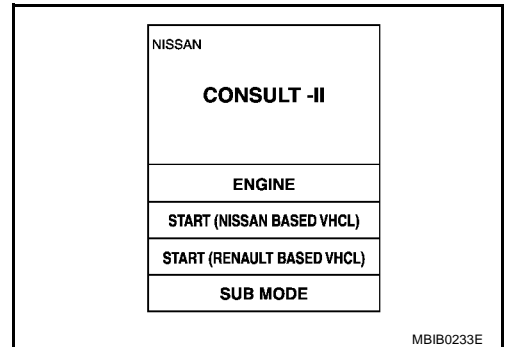 NISSAN
CONSULT -II
ENGINE
START (NISSAN BASED VHCL)
START (RENAULT BASED VHCL)
SUB MODE
MBIB0233E